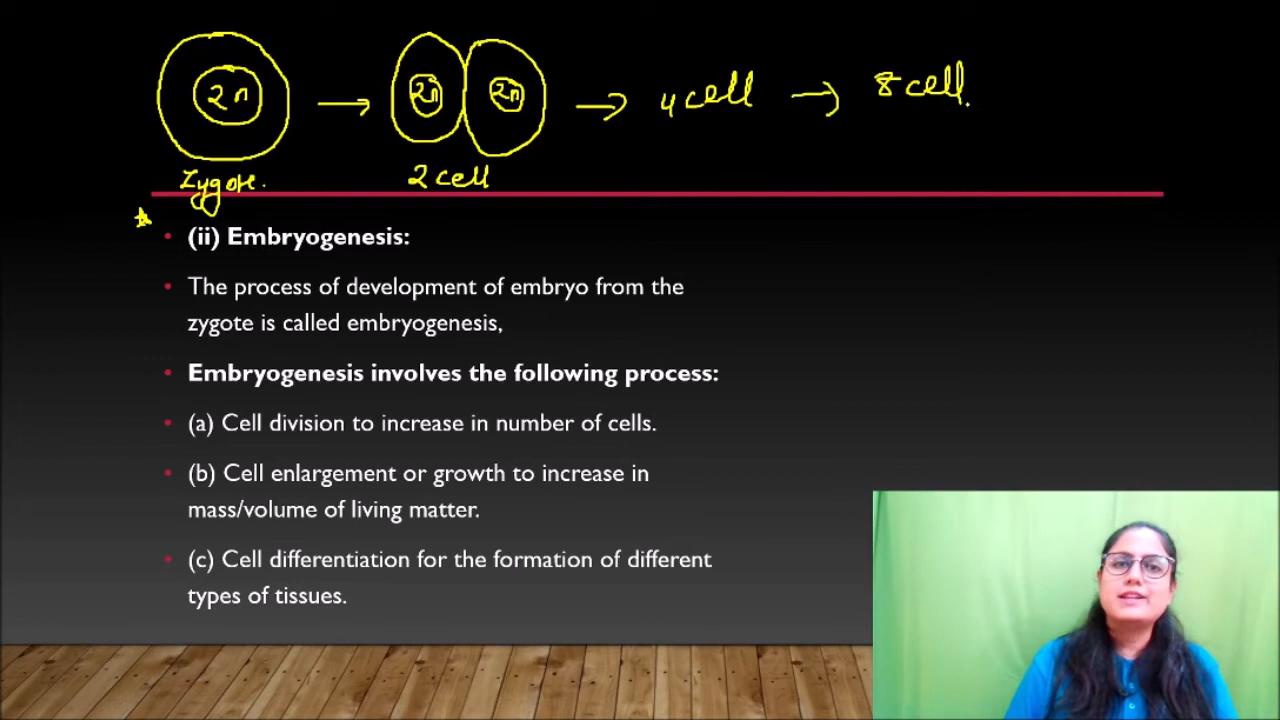 2n → 2n 2n → 4 cell → 8 cell.
Zygote. 2 cell
• (ii) Embryogenesis:
• The process of development of embryo from the
zygote is called embryogenesis,
• Embryogenesis involves the following process:
• (a) Cell division to increase in number of cells.
• (b) Cell enlargement or growth to increase in
mass/volume of living matter.
• (c) Cell differentiation for the formation of different
types of tissues.